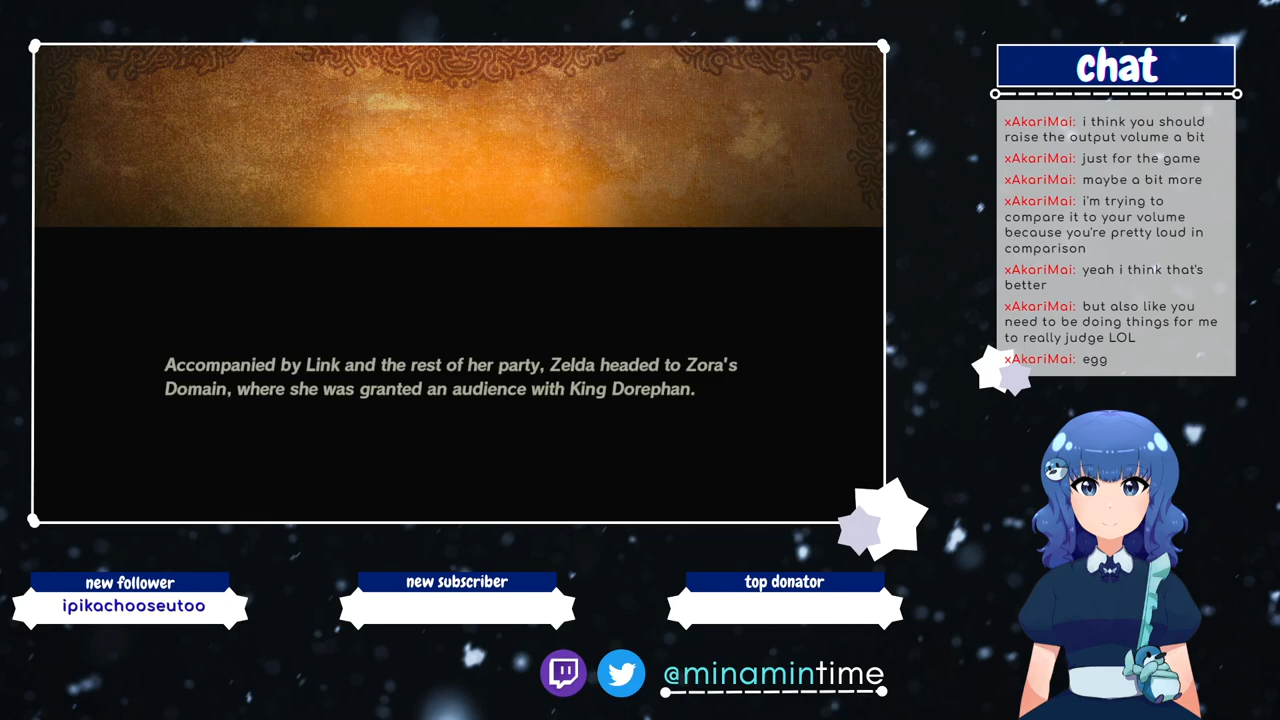 chat
xAkariMai: i think you should
raise the output volume a bit
xAkariMai: just for the game
xAkariMai: maybe a bit more
xAkariMai: i'm trying to
compare it to your volume
because you're pretty loud in
comparison
xAkariMai: yeah i think that's
better
xAkariMai: but also like you
need to be doing things for me
to really judge LOL
xAkariMai: egg
Accompanied by Link and the rest of her party, Zelda headed to Zora's
Domain, where she was granted an audience with King Dorephan.
new follower
ipikachooseutoo
new subscriber
top donator
@minamintime